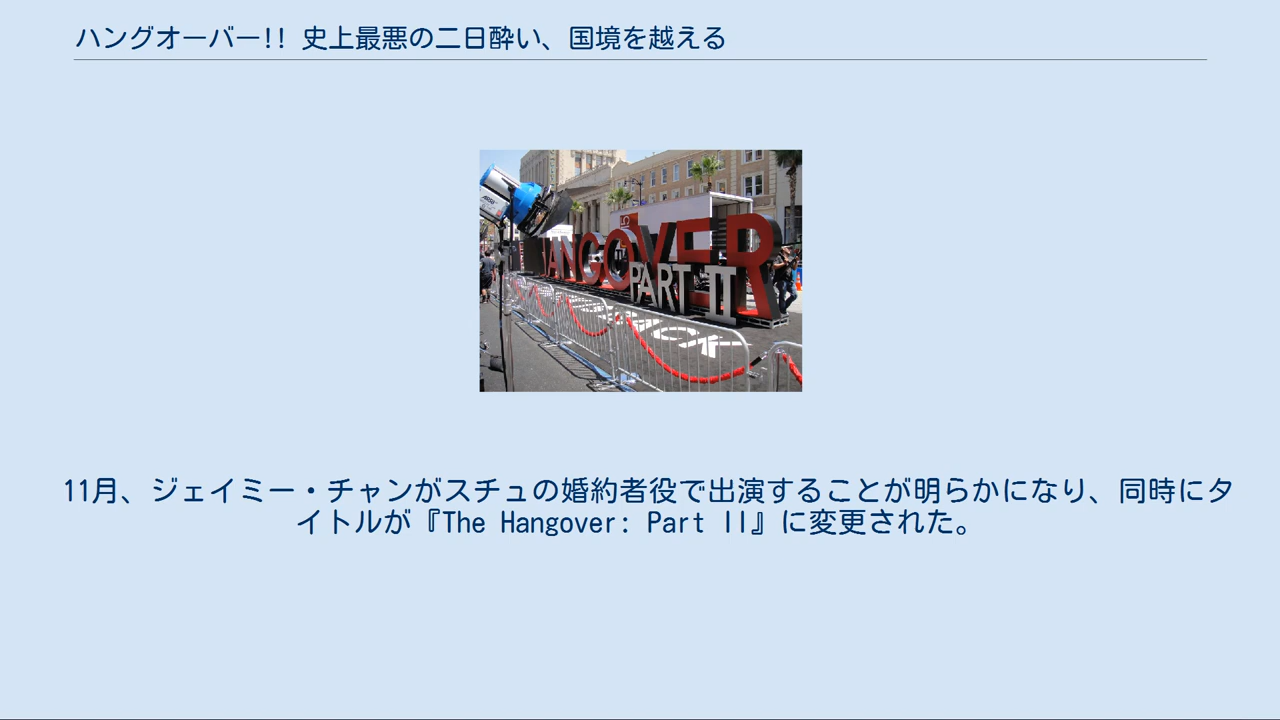 ハングオーバー!! 史上最悪の二日酔い、国境を越える
HANGOVER
PART II
11月、ジェイミー・チャンがスチュの婚約者役で出演することが明らかになり、同時にタ
イトルが『The Hangover: Part II』に変更された。